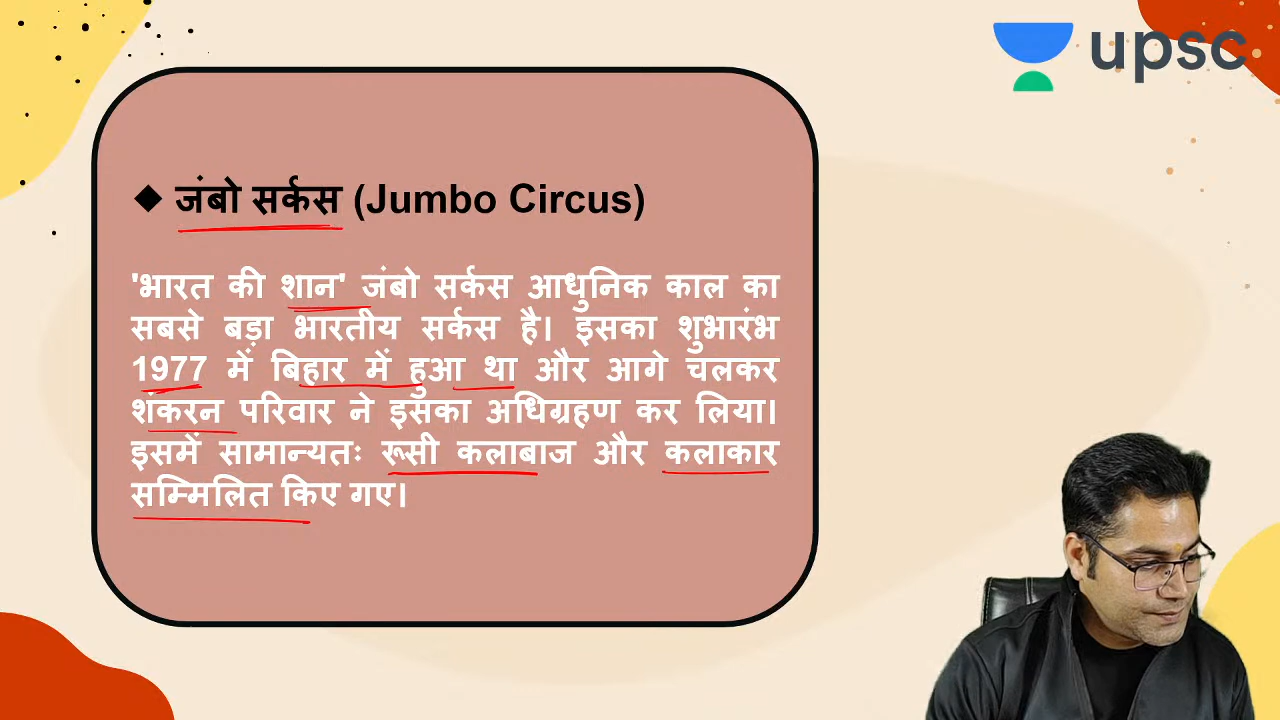 upsc
◆ जंबो सर्कस (Jumbo Circus)
'भारत की शान' जंबो सर्कस आधुनिक काल का
सबसे बड़ा भारतीय सर्कस है। इसका शुभारंभ
1977 में बिहार में हुआ था और आगे चलकर
शंकरन परिवार ने इसका अधिग्रहण कर लिया।
इसमें सामान्यतः रूसी कलाबाज और कलाकार
सम्मिलित किए गए।